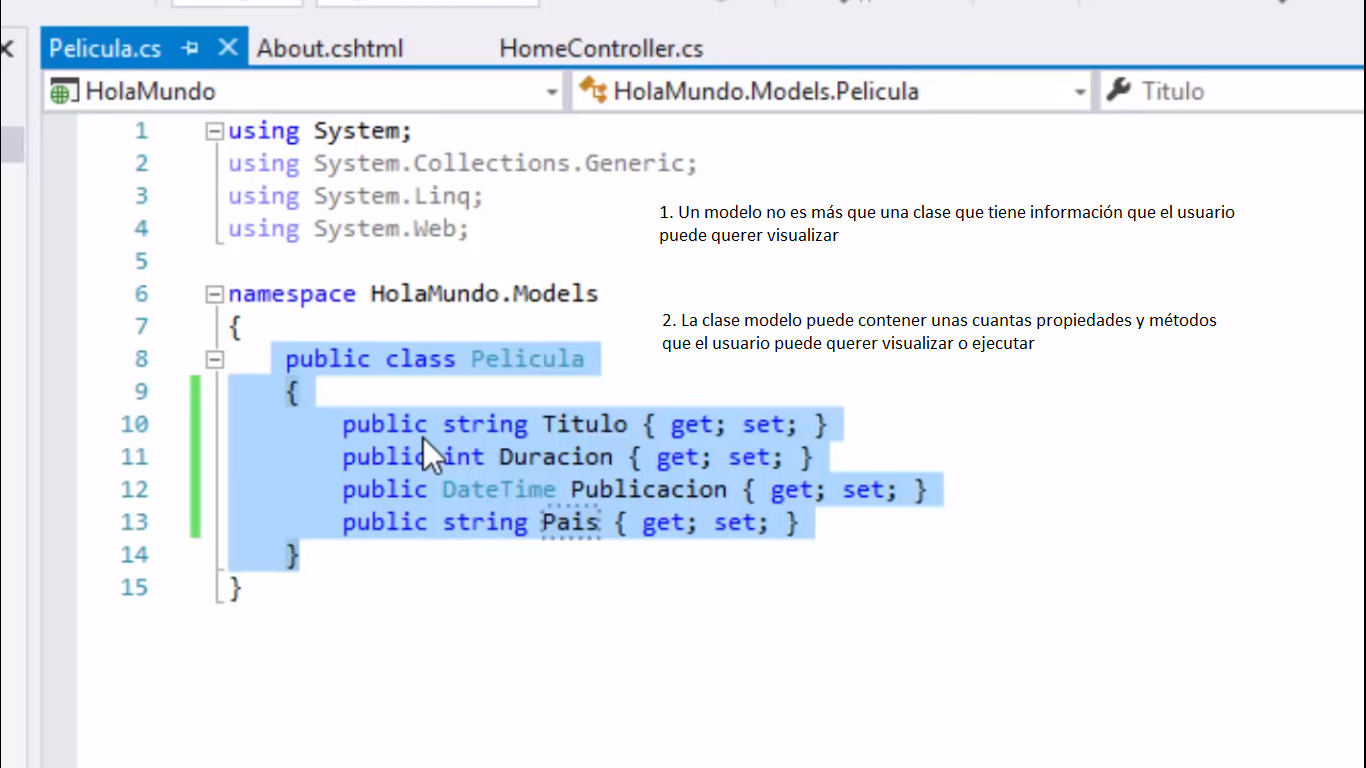 Pelicula.cs About.cshtml HomeController.cs
HolaMundo HolaMundo.Models.Pelicula Titulo
1 using System;
2 using System.Collections.Generic;
3 using System.Linq;
4 using System.Web;
5
6 namespace HolaMundo.Models
7 {
8 public class Pelicula
9 {
10 public string Titulo { get; set; }
11 public int Duracion { get; set; }
12 public DateTime Publicacion { get; set; }
13 public string Pais { get; set; }
14 }
15 }
1. Un modelo no es más que una clase que tiene información que el usuario
puede querer visualizar
2. La clase modelo puede contener unas cuantas propiedades y métodos
que el usuario puede querer visualizar o ejecutar